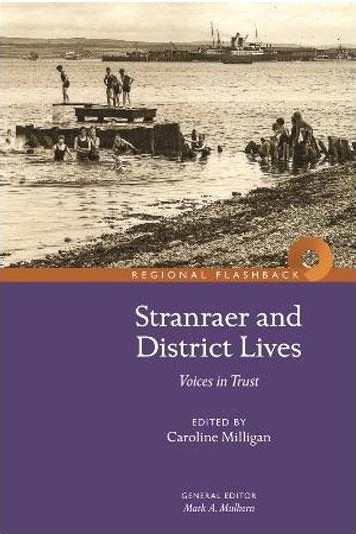 REGIONAL FLASHBACK
Stranraer and
District Lives
Voices in Trust
EDITED BY
Caroline Milligan
GENERAL EDITOR
Mark A. Mulhern